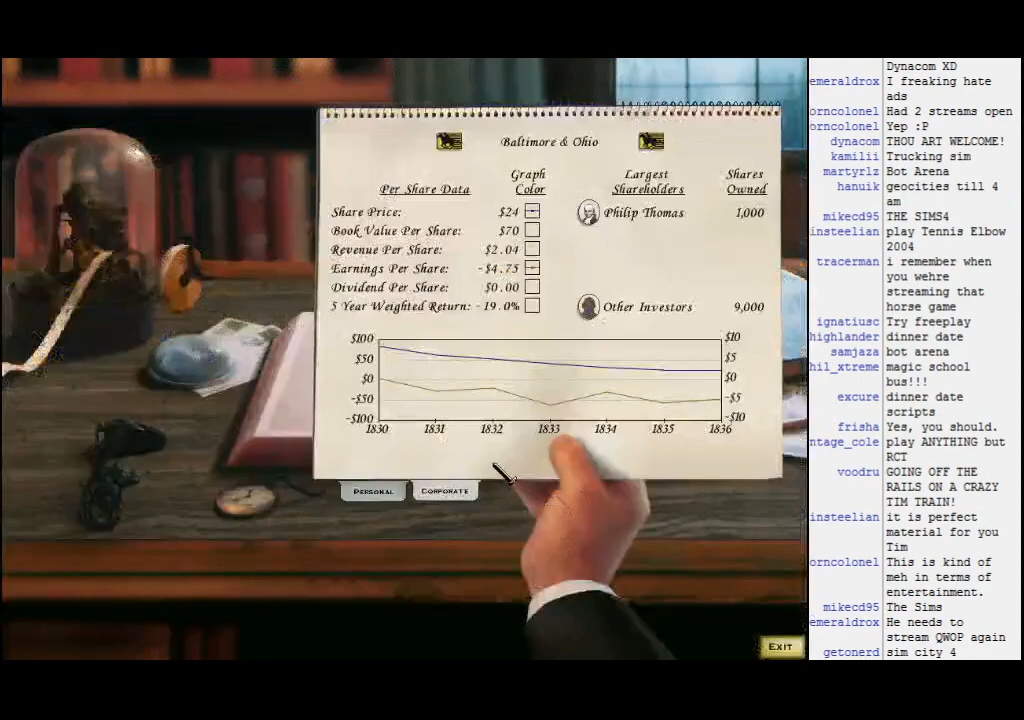 Baltimore & Ohio
Per Share Data
Graph Color
Largest Shareholders
Shares Owned
Share Price: $24
Book Value Per Share: $70
Revenue Per Share: $2.04
Earnings Per Share: -$4.75
Dividend Per Share: $0.00
5 Year Weighted Return: -19.0%
Philip Thomas 1,000
Other Investors 9,000
$100 $10
$50 $5
$0 $0
-$50 -$5
-$100 -$10
1830 1831 1832 1833 1834 1835 1836
PERSONAL CORPORATE
EXIT
Dynacom XD
emeraldrox I freaking hate
ads
orncolonel Had 2 streams open
orncolonel Yep :P
dynacom THOU ART WELCOME!
kamilii Trucking sim
martyrlz Bot Arena
hanuik geocities till 4
am
mikecd95 THE SIMS4
insteelian play Tennis Elbow
2004
tracerman i remember when
you wehre
streaming that
horse game
ignatiusc Try freeplay
highlander dinner date
samjaza bot arena
hil_xtreme magic school
bus!!!
excure dinner date
scripts
frisha Yes, you should.
ntage_cole play ANYTHING but
RCT
voodru GOING OFF THE
RAILS ON A CRAZY
TIM TRAIN!
insteelian it is perfect
material for you
Tim
orncolonel This is kind of
meh in terms of
entertainment.
mikecd95 The Sims
emeraldrox He needs to
stream QWOP again
getonerd sim city 4